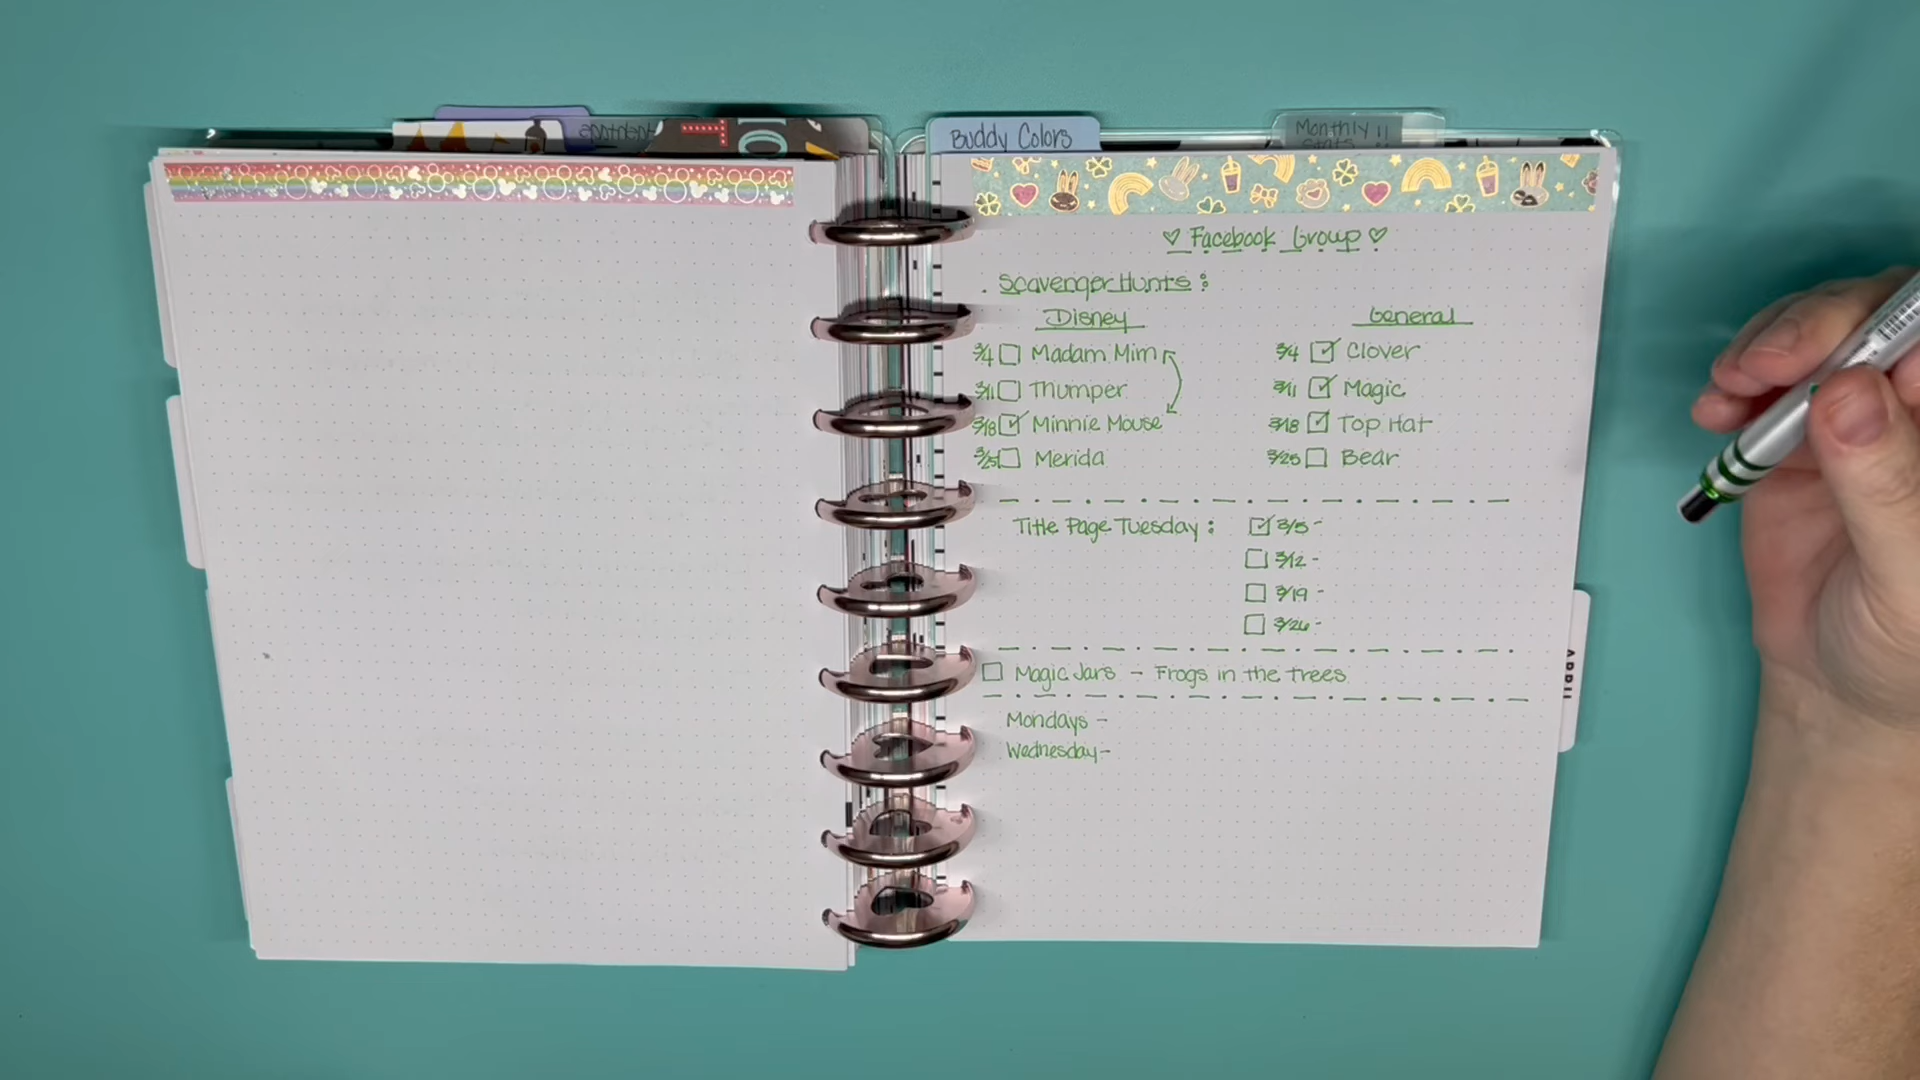 Buddy Colors
Monthly !!
Stats !!
♡ Facebook Group ♡
Scavenger Hunts :
Disney
3/4 ☐ Madam Mim
3/11 ☐ Thumper
3/18 ☑ Minnie Mouse
3/25 ☐ Merida
General
3/4 ☑ Clover
3/11 ☑ Magic
3/18 ☑ Top Hat
3/25 ☐ Bear
Title Page Tuesday : ☑ 3/5 -
☐ 3/12 -
☐ 3/19 -
☐ 3/26 -
☐ Magic Jars - Frogs in the trees
Mondays -
Wednesday -
APRIL